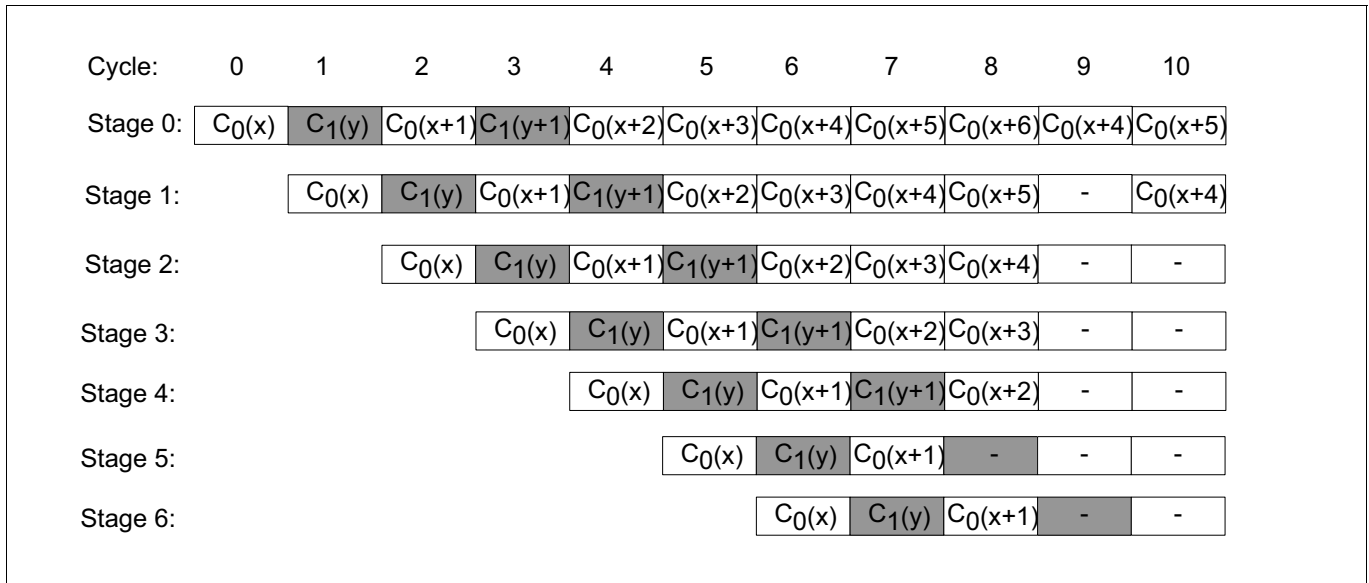 Cycle: 0 1 2 3 4 5 6 7 8 9 10
Stage 0: C0(x) C1(y) C0(x+1) C1(y+1) C0(x+2) C0(x+3) C0(x+4) C0(x+5) C0(x+6) C0(x+4) C0(x+5)
Stage 1: C0(x) C1(y) C0(x+1) C1(y+1) C0(x+2) C0(x+3) C0(x+4) C0(x+5) - C0(x+4)
Stage 2: C0(x) C1(y) C0(x+1) C1(y+1) C0(x+2) C0(x+3) C0(x+4) - -
Stage 3: C0(x) C1(y) C0(x+1) C1(y+1) C0(x+2) C0(x+3) - -
Stage 4: C0(x) C1(y) C0(x+1) C1(y+1) C0(x+2) - -
Stage 5: C0(x) C1(y) C0(x+1) - - -
Stage 6: C0(x) C1(y) C0(x+1) - -